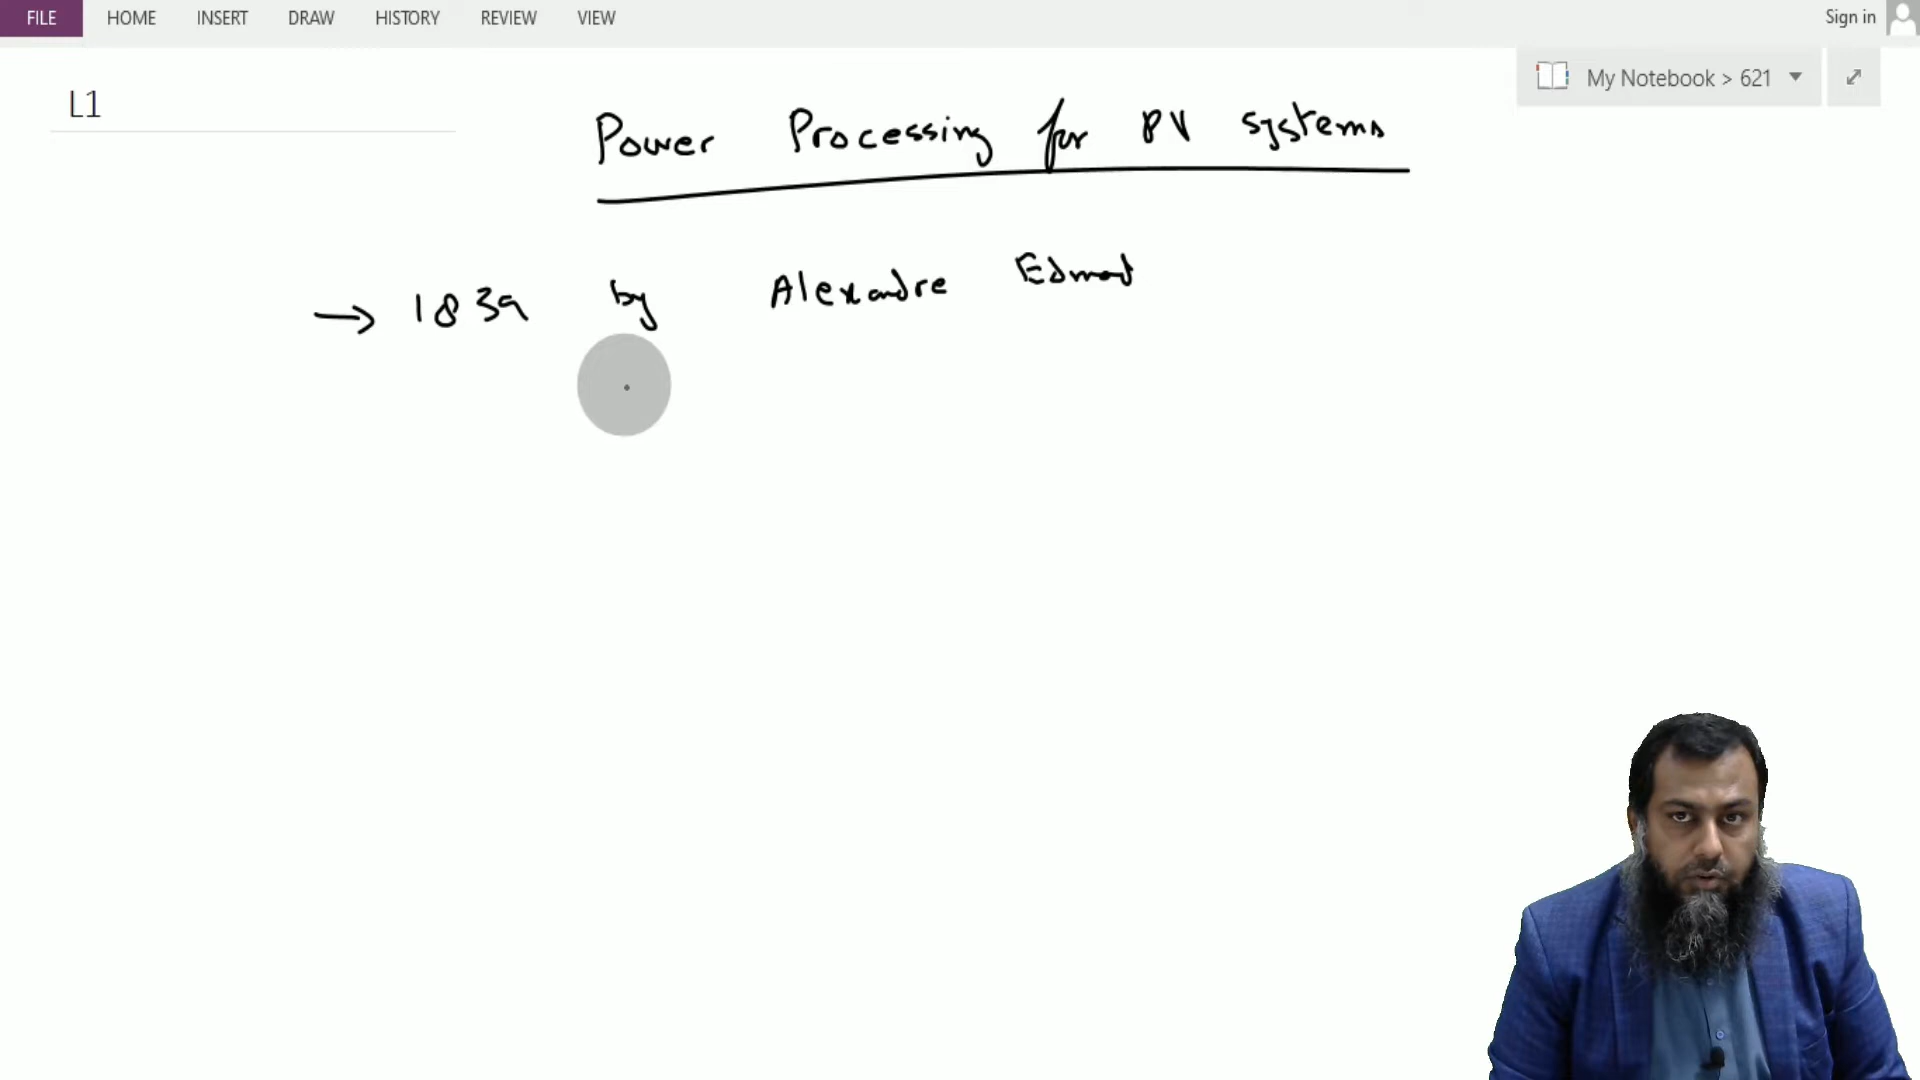 FILE HOME INSERT DRAW HISTORY REVIEW VIEW Sign in
My Notebook > 621
L1
Power Processing for PV systems
→ 1839 by Alexandre Edmond